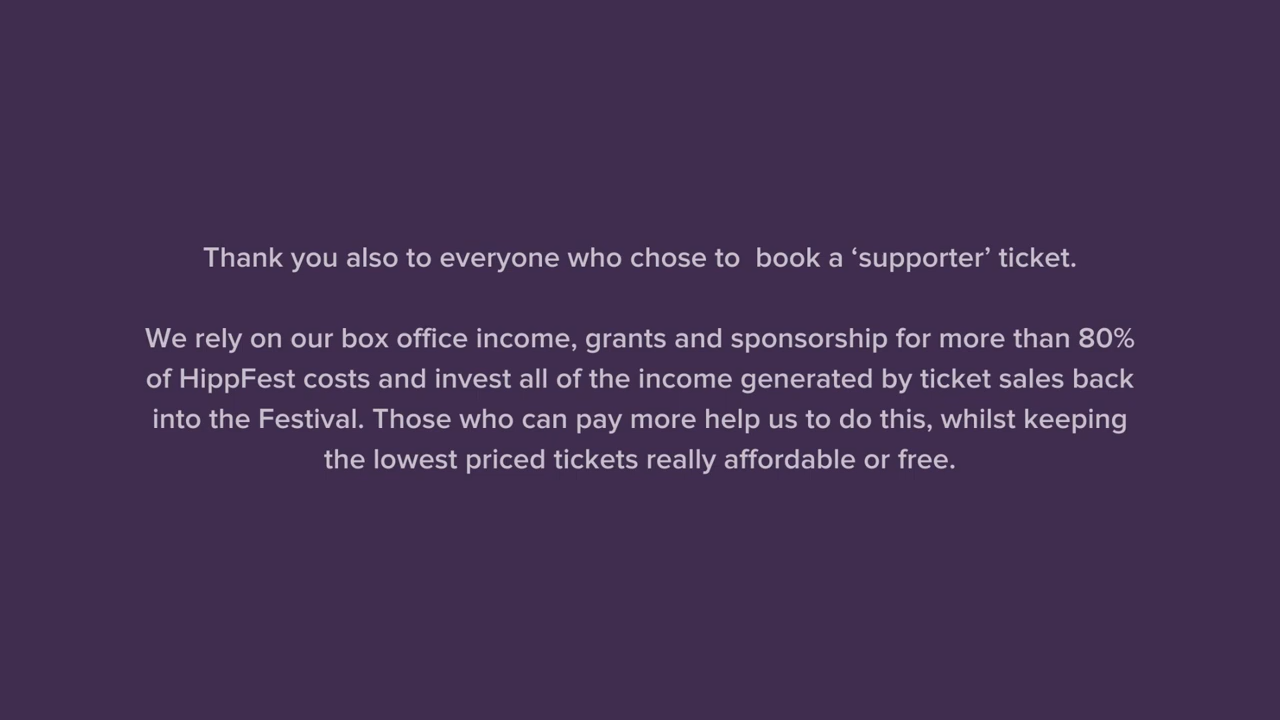 Thank you also to everyone who chose to  book a ‘supporter’ ticket.
We rely on our box office income, grants and sponsorship for more than 80%
of HippFest costs and invest all of the income generated by ticket sales back
into the Festival. Those who can pay more help us to do this, whilst keeping
the lowest priced tickets really affordable or free.